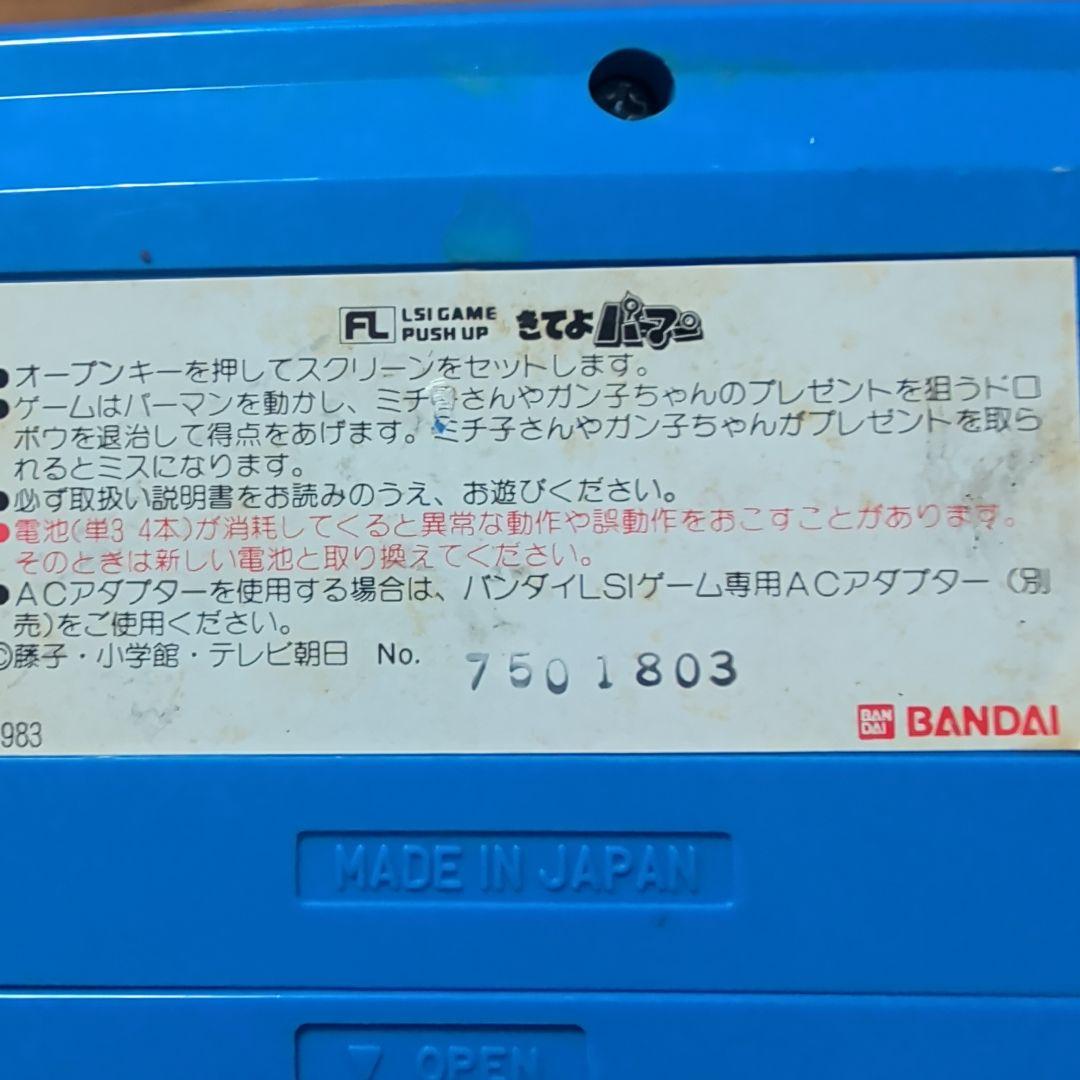 FL LSI GAME PUSH UP きてよパーマン
●オープンキーを押してスクリーンをセットします。
●ゲームはパーマンを動かし、ミチ さんやガン子ちゃんのプレゼントを狙うドロ
ボウを退治して得点をあげます。ミチ子さんやガン子ちゃんがプレゼントを取ら
れるとミスになります。
●必ず取扱い説明書をお読みのうえ、お遊びください。
●電池(単3 4本)が消耗してくると異常な動作や誤動作をおこすことがあります。
そのときは新しい電池と取り換えてください。
●ACアダプターを使用する場合は、バンダイLSIゲーム専用ACアダプター(別
売)をご使用ください。
©藤子・小学館・テレビ朝日 No. 7501803
983
BANDAI BANDAI
MADE IN JAPAN
▽ OPEN